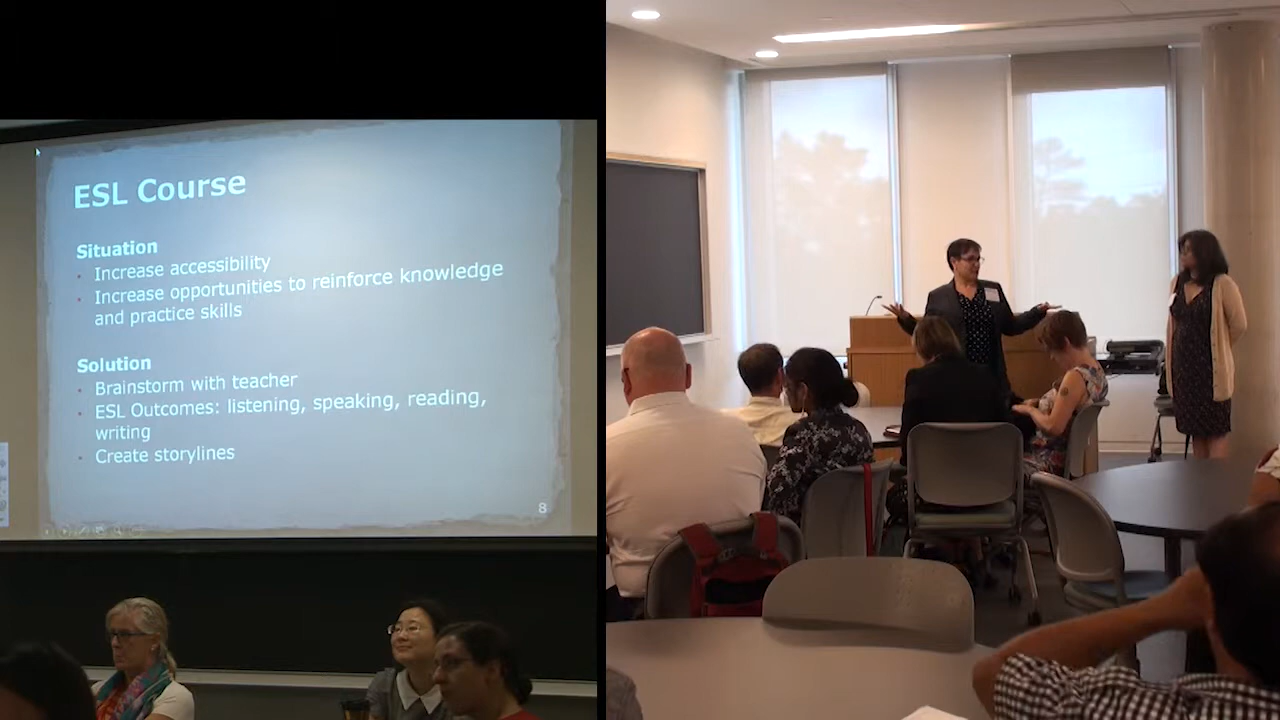 ESL Course
Situation
• Increase accessibility
• Increase opportunities to reinforce knowledge
and practice skills
Solution
• Brainstorm with teacher
• ESL Outcomes: listening, speaking, reading,
writing
• Create storylines
8